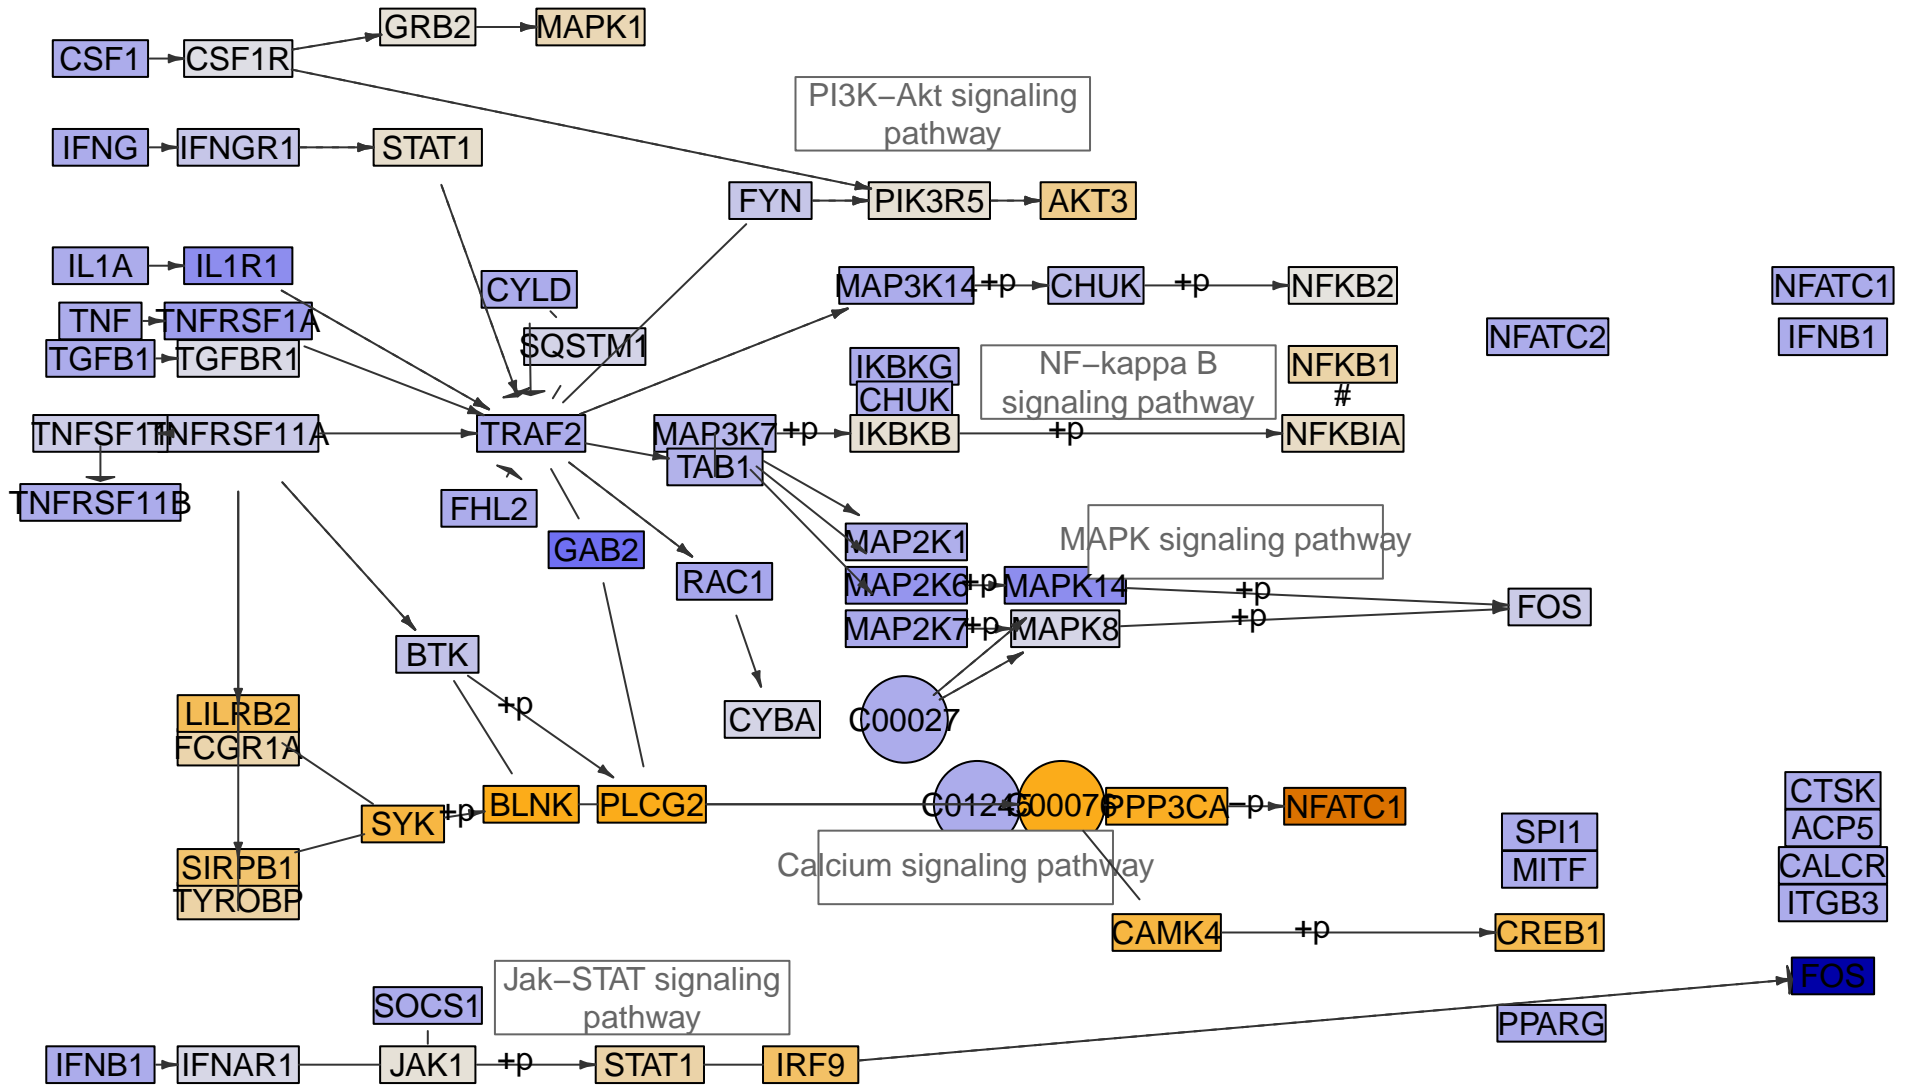 GRB2
MAPK1
CSF1
CSF1R
PI3K−Akt signaling
pathway
IFNG
IFNGR1
STAT1
FYN
PIK3R5
AKT3
IL1A
IL1R1
CYLD
MAP3K14
+p
CHUK
+p
NFKB2
NFATC1
TNF
TNFRSF1A
NFATC2
IFNB1
TGFB1
TGFBR1
SQSTM1
IKBKG
NF−kappa B
signaling pathway
NFKB1
#
CHUK
TNFRSF11A
TRAF2
MAP3K7
+p
IKBKB
+p
NFKBIA
TAB1
TNFRSF11B
FHL2
GAB2
MAP2K1
MAPK signaling pathway
RAC1
MAP2K6
+p
MAPK14
+p
FOS
MAP2K7
+p
MAPK8
+p
BTK
+p
LILRB2
FCGR1A
CYBA
C00027
SYK
+p
BLNK
PLCG2
C01245
C00076
PPP3CA
−p
NFATC1
CTSK
SPI1
ACP5
SIRPB1
Calcium signaling pathway
MITF
CALCR
TYROBP
ITGB3
CAMK4
+p
CREB1
FOS
SOCS1
Jak−STAT signaling
pathway
PPARG
IFNB1
IFNAR1
JAK1
+p
STAT1
IRF9